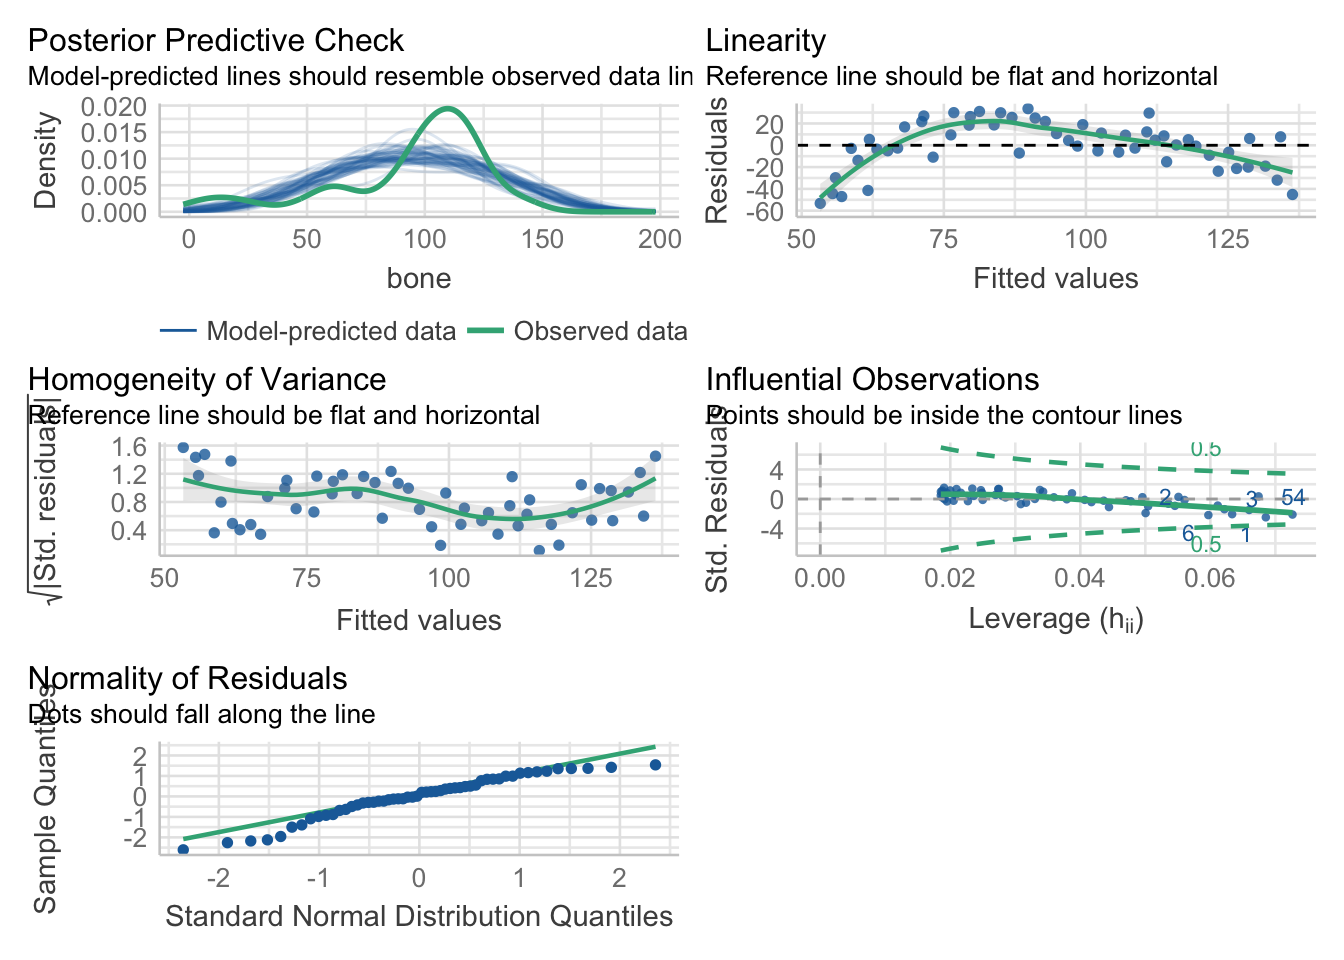 Posterior Predictive Check
Model-predicted lines should resemble observed data lin
Density
0.020
0.015
0.010
0.005
0.000
0 50 100 150 200
bone
Model-predicted data Observed data
Linearity
Reference line should be flat and horizontal
Residuals
20
0
-20
-40
-60
50 75 100 125
Fitted values
Homogeneity of Variance
Reference line should be flat and horizontal
√|Std. residuals|
1.6
1.2
0.8
0.4
50 75 100 125
Fitted values
Influential Observations
Points should be inside the contour lines
Std. Residuals
4
0
-4
0.5
2 3 54
6 1
0.5
0.00 0.02 0.04 0.06
Leverage (hii)
Normality of Residuals
Dots should fall along the line
Sample Quantiles
2
1
0
-1
-2
-2 -1 0 1 2
Standard Normal Distribution Quantiles